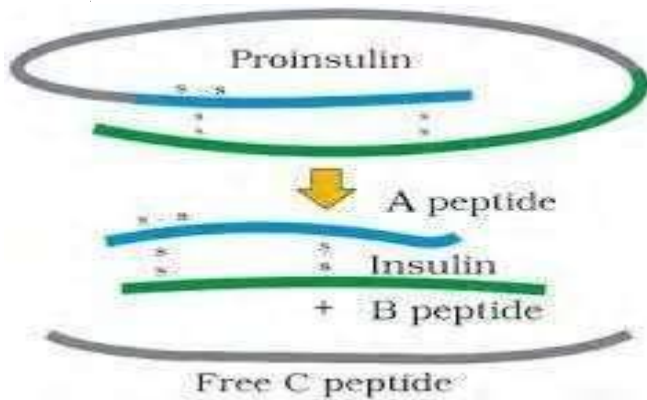 Proinsulin
s s
s s
s s
A peptide
s s
s s
s s
Insulin
+ B peptide
Free C peptide